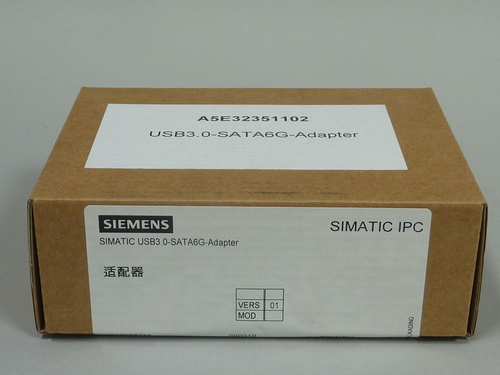 A5E32351102
USB3.0-SATA6G-Adapter
SIEMENS
SIMATIC IPC
SIMATIC USB3.0-SATA6G-Adapter
适配器
VERS 01
MOD